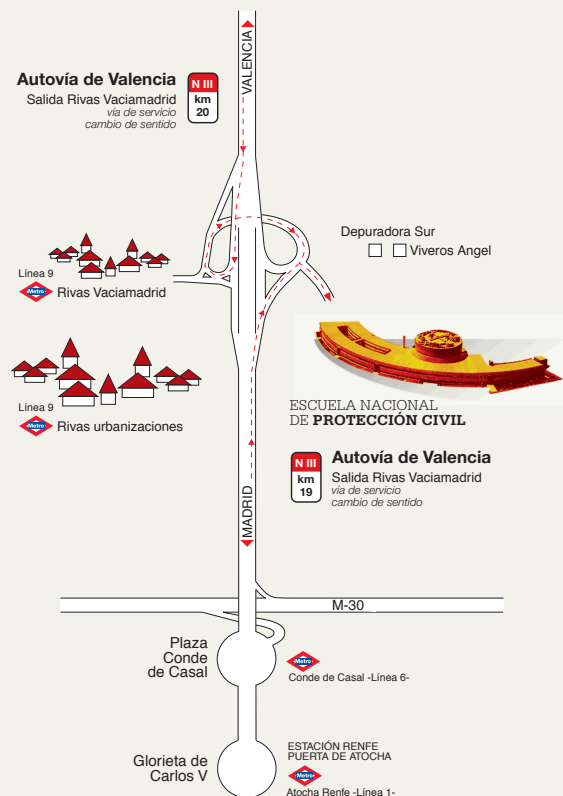 VALENCIA
Autovía de Valencia
Salida Rivas Vaciamadrid
vía de servicio
cambio de sentido
N III
km
20
Depuradora Sur
Viveros Angel
Línea 9
Metro
Rivas Vaciamadrid
Línea 9
Metro
Rivas urbanizaciones
ESCUELA NACIONAL
DE PROTECCIÓN CIVIL
N III
km
19
Autovía de Valencia
Salida Rivas Vaciamadrid
vía de servicio
cambio de sentido
MADRID
M-30
Plaza
Conde
de Casal
Metro
Conde de Casal -Línea 6-
Glorieta de
Carlos V
ESTACIÓN RENFE
PUERTA DE ATOCHA
Metro
Atocha Renfe -Línea 1-